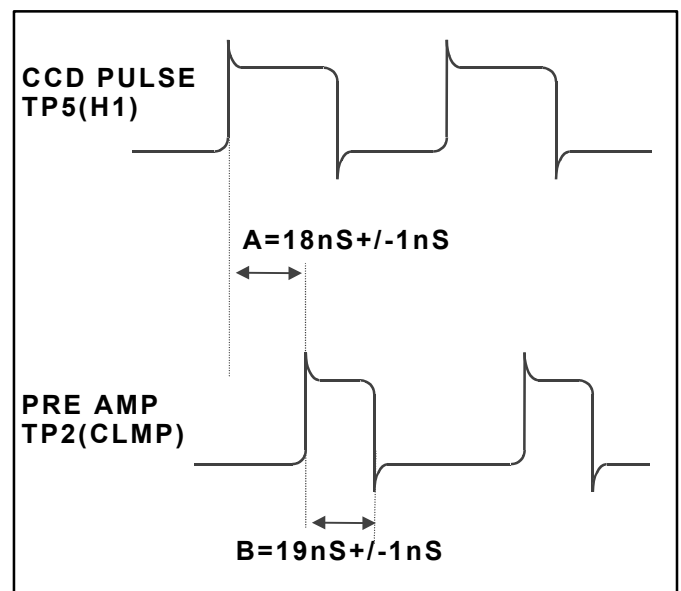 CCD PULSE
TP5(H1)
A=18nS+/-1nS
PRE AMP
TP2(CLMP)
B=19nS+/-1nS